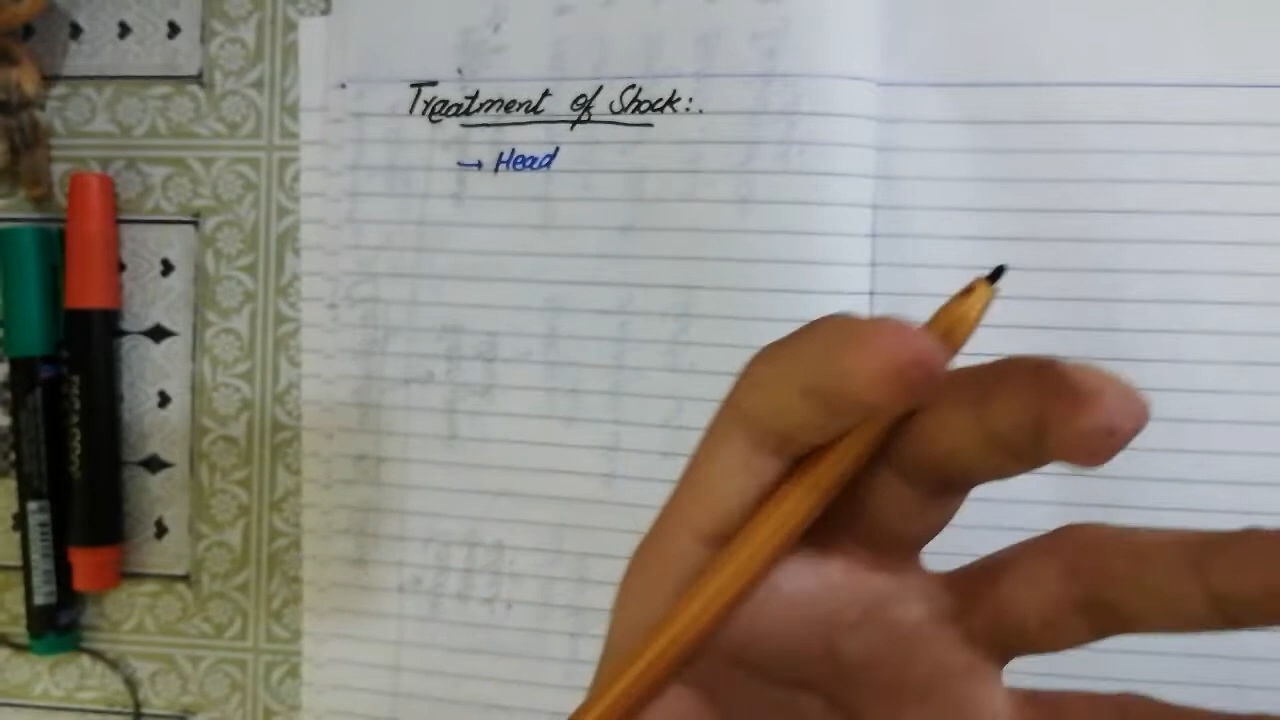 Treatment of Shock:.
→ Head